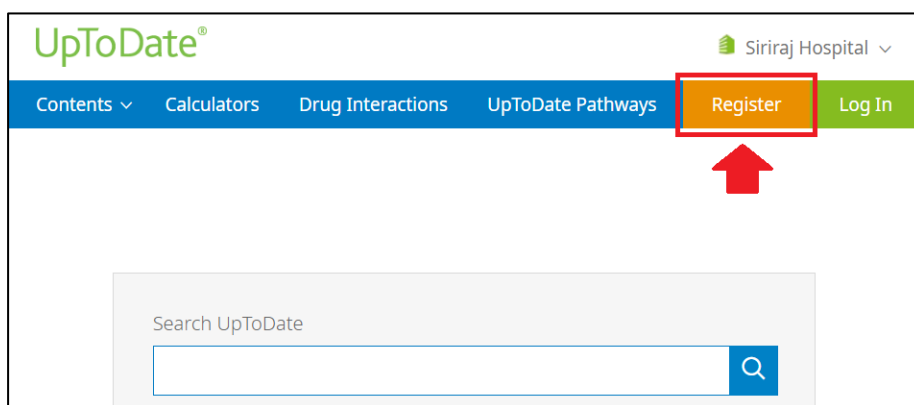 UpToDate®
Siriraj Hospital
Contents Calculators Drug Interactions UpToDate Pathways Register Log In
Search UpToDate